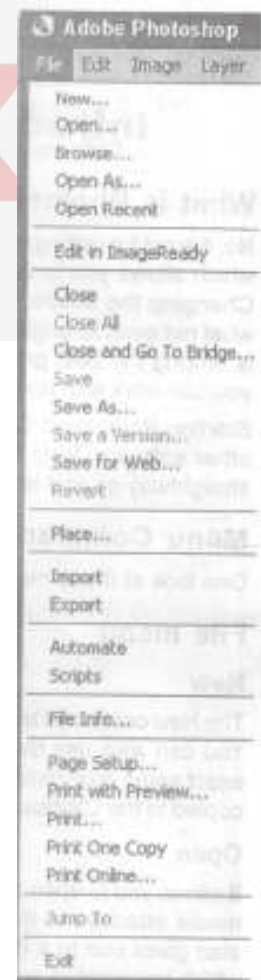 Adobe Photoshop
File Edit Image Layer
New...
Open...
Browse...
Open As...
Open Recent
Edit in ImageReady
Close
Close All
Close and Go To Bridge...
Save
Save As...
Save a Version...
Save for Web...
Revert
Place...
Import
Export
Automate
Scripts
File Info...
Page Setup...
Print with Preview...
Print...
Print One Copy
Print Online...
Jump To
Exit